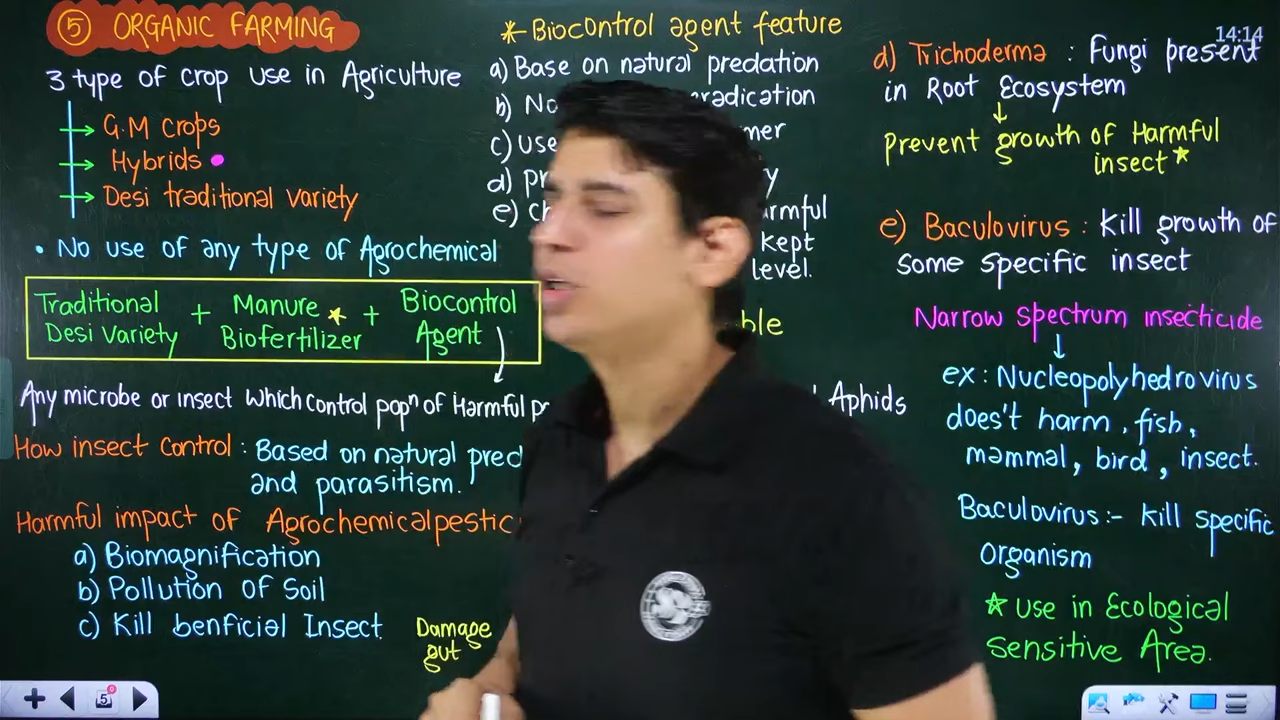 ⑤ ORGANIC FARMING
3 type of crop use in Agriculture
→ G.M crops
→ Hybrids
→ Desi traditional variety
• No use of any type of Agrochemical
Traditional Desi Variety + Manure ★ Biofertilizer + Biocontrol Agent
Any microbe or insect which control popⁿ of Harmful
How insect control : Based on natural
and parasitism.
Harmful impact of Agrochemical
a) Biomagnification
b) Pollution of Soil
c) Kill benficial Insect
Damage
gut
* Biocontrol agent feature
a) Base on natural predation
b) eradication
c) use
d)
e)
kept
level.
Aphids
14:14
d) Trichoderma : Fungi present
in Root Ecosystem
↓
Prevent growth of Harmful
insect ★
e) Baculovirus : Kill growth of
some specific insect
Narrow spectrum insecticide
↓
ex : Nucleopolyhedrovirus
does't harm , fish ,
mammal , bird , insect.
Baculovirus :- kill specific
organism
★ use in Ecological
Sensitive Area.
5